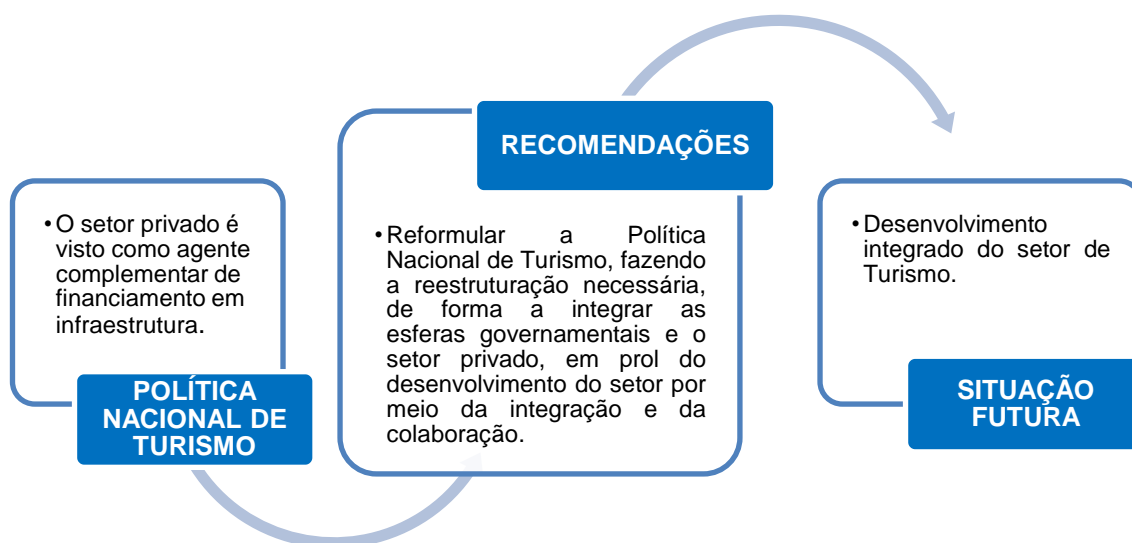 • O setor privado é
visto como agente
complementar de
financiamento em
infraestrutura.
POLÍTICA
NACIONAL DE
TURISMO
RECOMENDAÇÕES
• Reformular a Política
Nacional de Turismo, fazendo
a reestruturação necessária,
de forma a integrar as
esferas governamentais e o
setor privado, em prol do
desenvolvimento do setor por
meio da integração e da
colaboração.
• Desenvolvimento
integrado do setor de
Turismo.
SITUAÇÃO
FUTURA